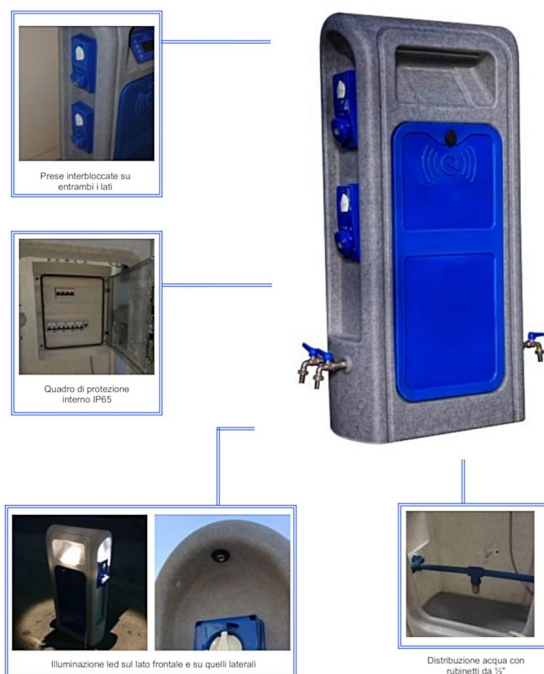 Prese interbloccate su
entrambi i lati
Quadro di protezione
interno IP65
Illuminazione led sul lato frontale e su quelli laterali
Distribuzione acqua con
rubinetti da ½"